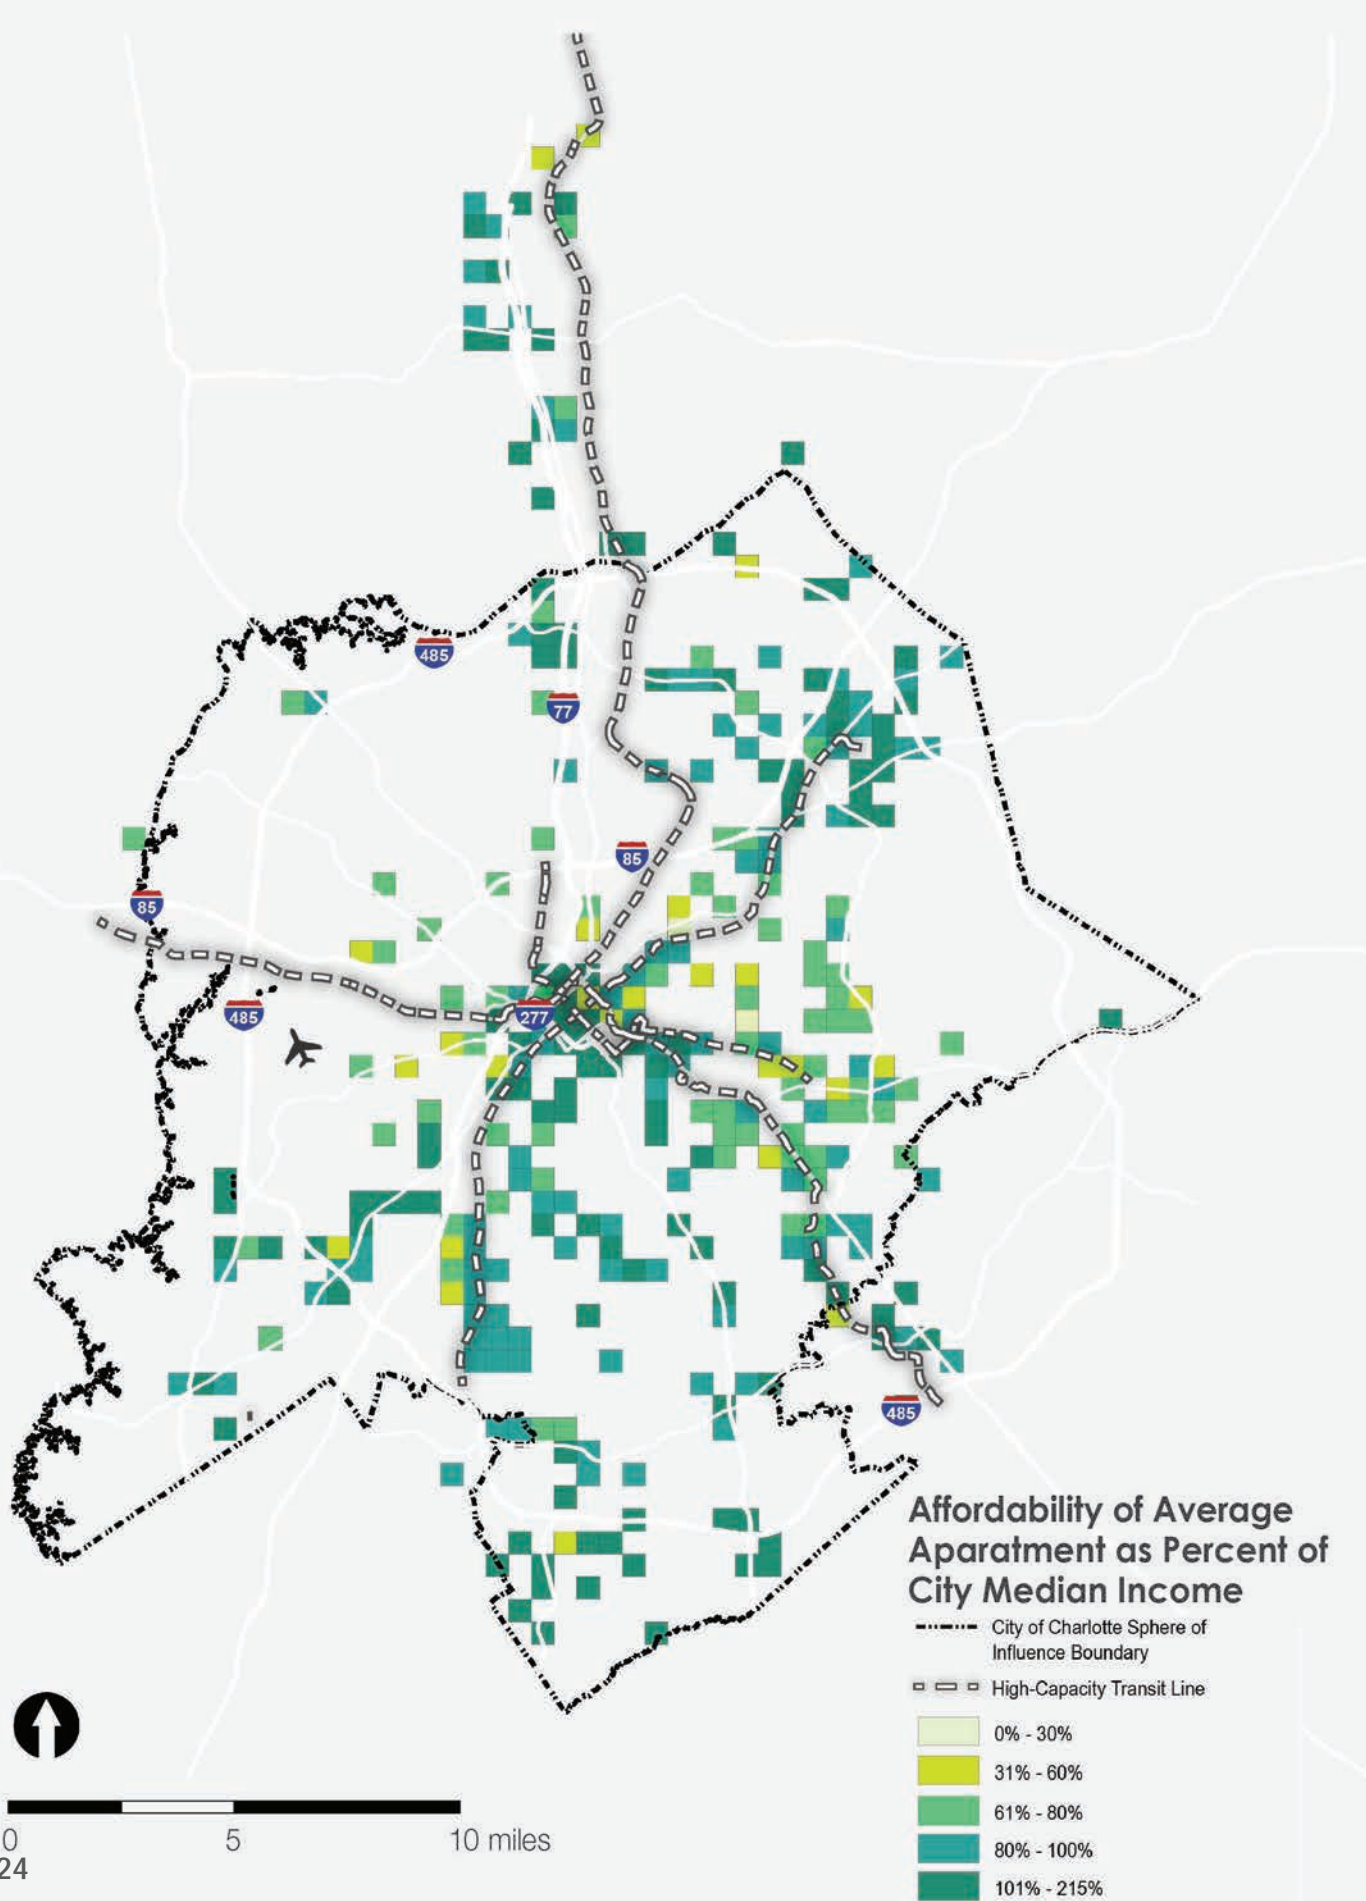 485
77
85
85
485
277
485
Affordability of Average
Aparatment as Percent of
City Median Income
City of Charlotte Sphere of
Influence Boundary
High-Capacity Transit Line
0% - 30%
31% - 60%
61% - 80%
80% - 100%
101% - 215%
0 5 10 miles
24